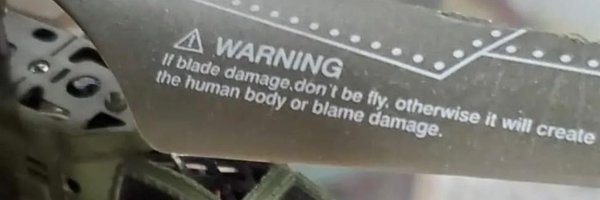 ⚠ WARNING
If blade damage.don't be fly. otherwise it will create
the human body or blame damage.